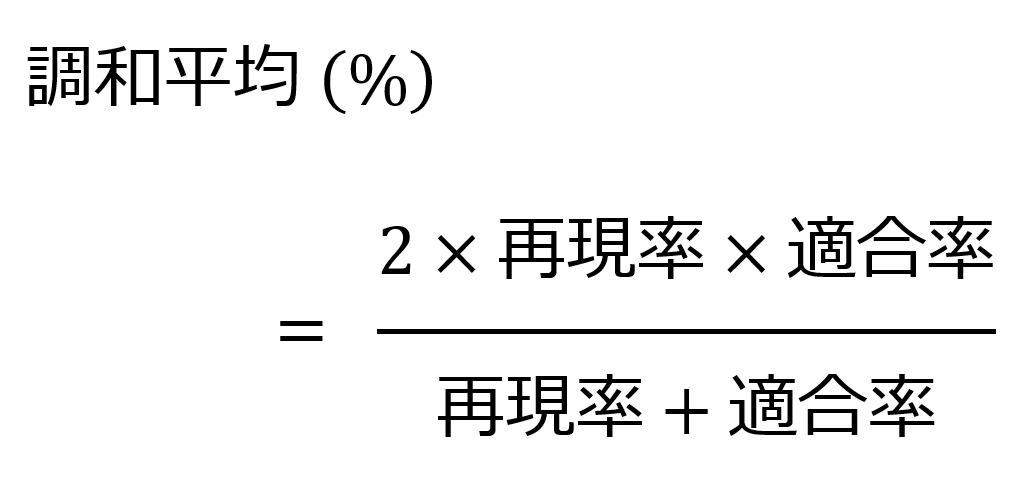 調和平均 (%)
2 × 再現率 × 適合率
=
再現率 + 適合率